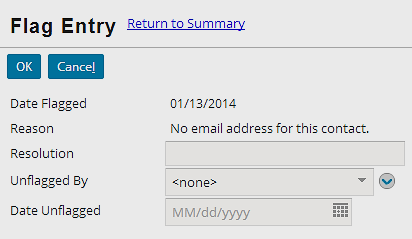 Flag Entry Return to Summary
OK Cancel
Date Flagged 01/13/2014
Reason No email address for this contact.
Resolution
Unflagged By <none>
Date Unflagged MM/dd/yyyy